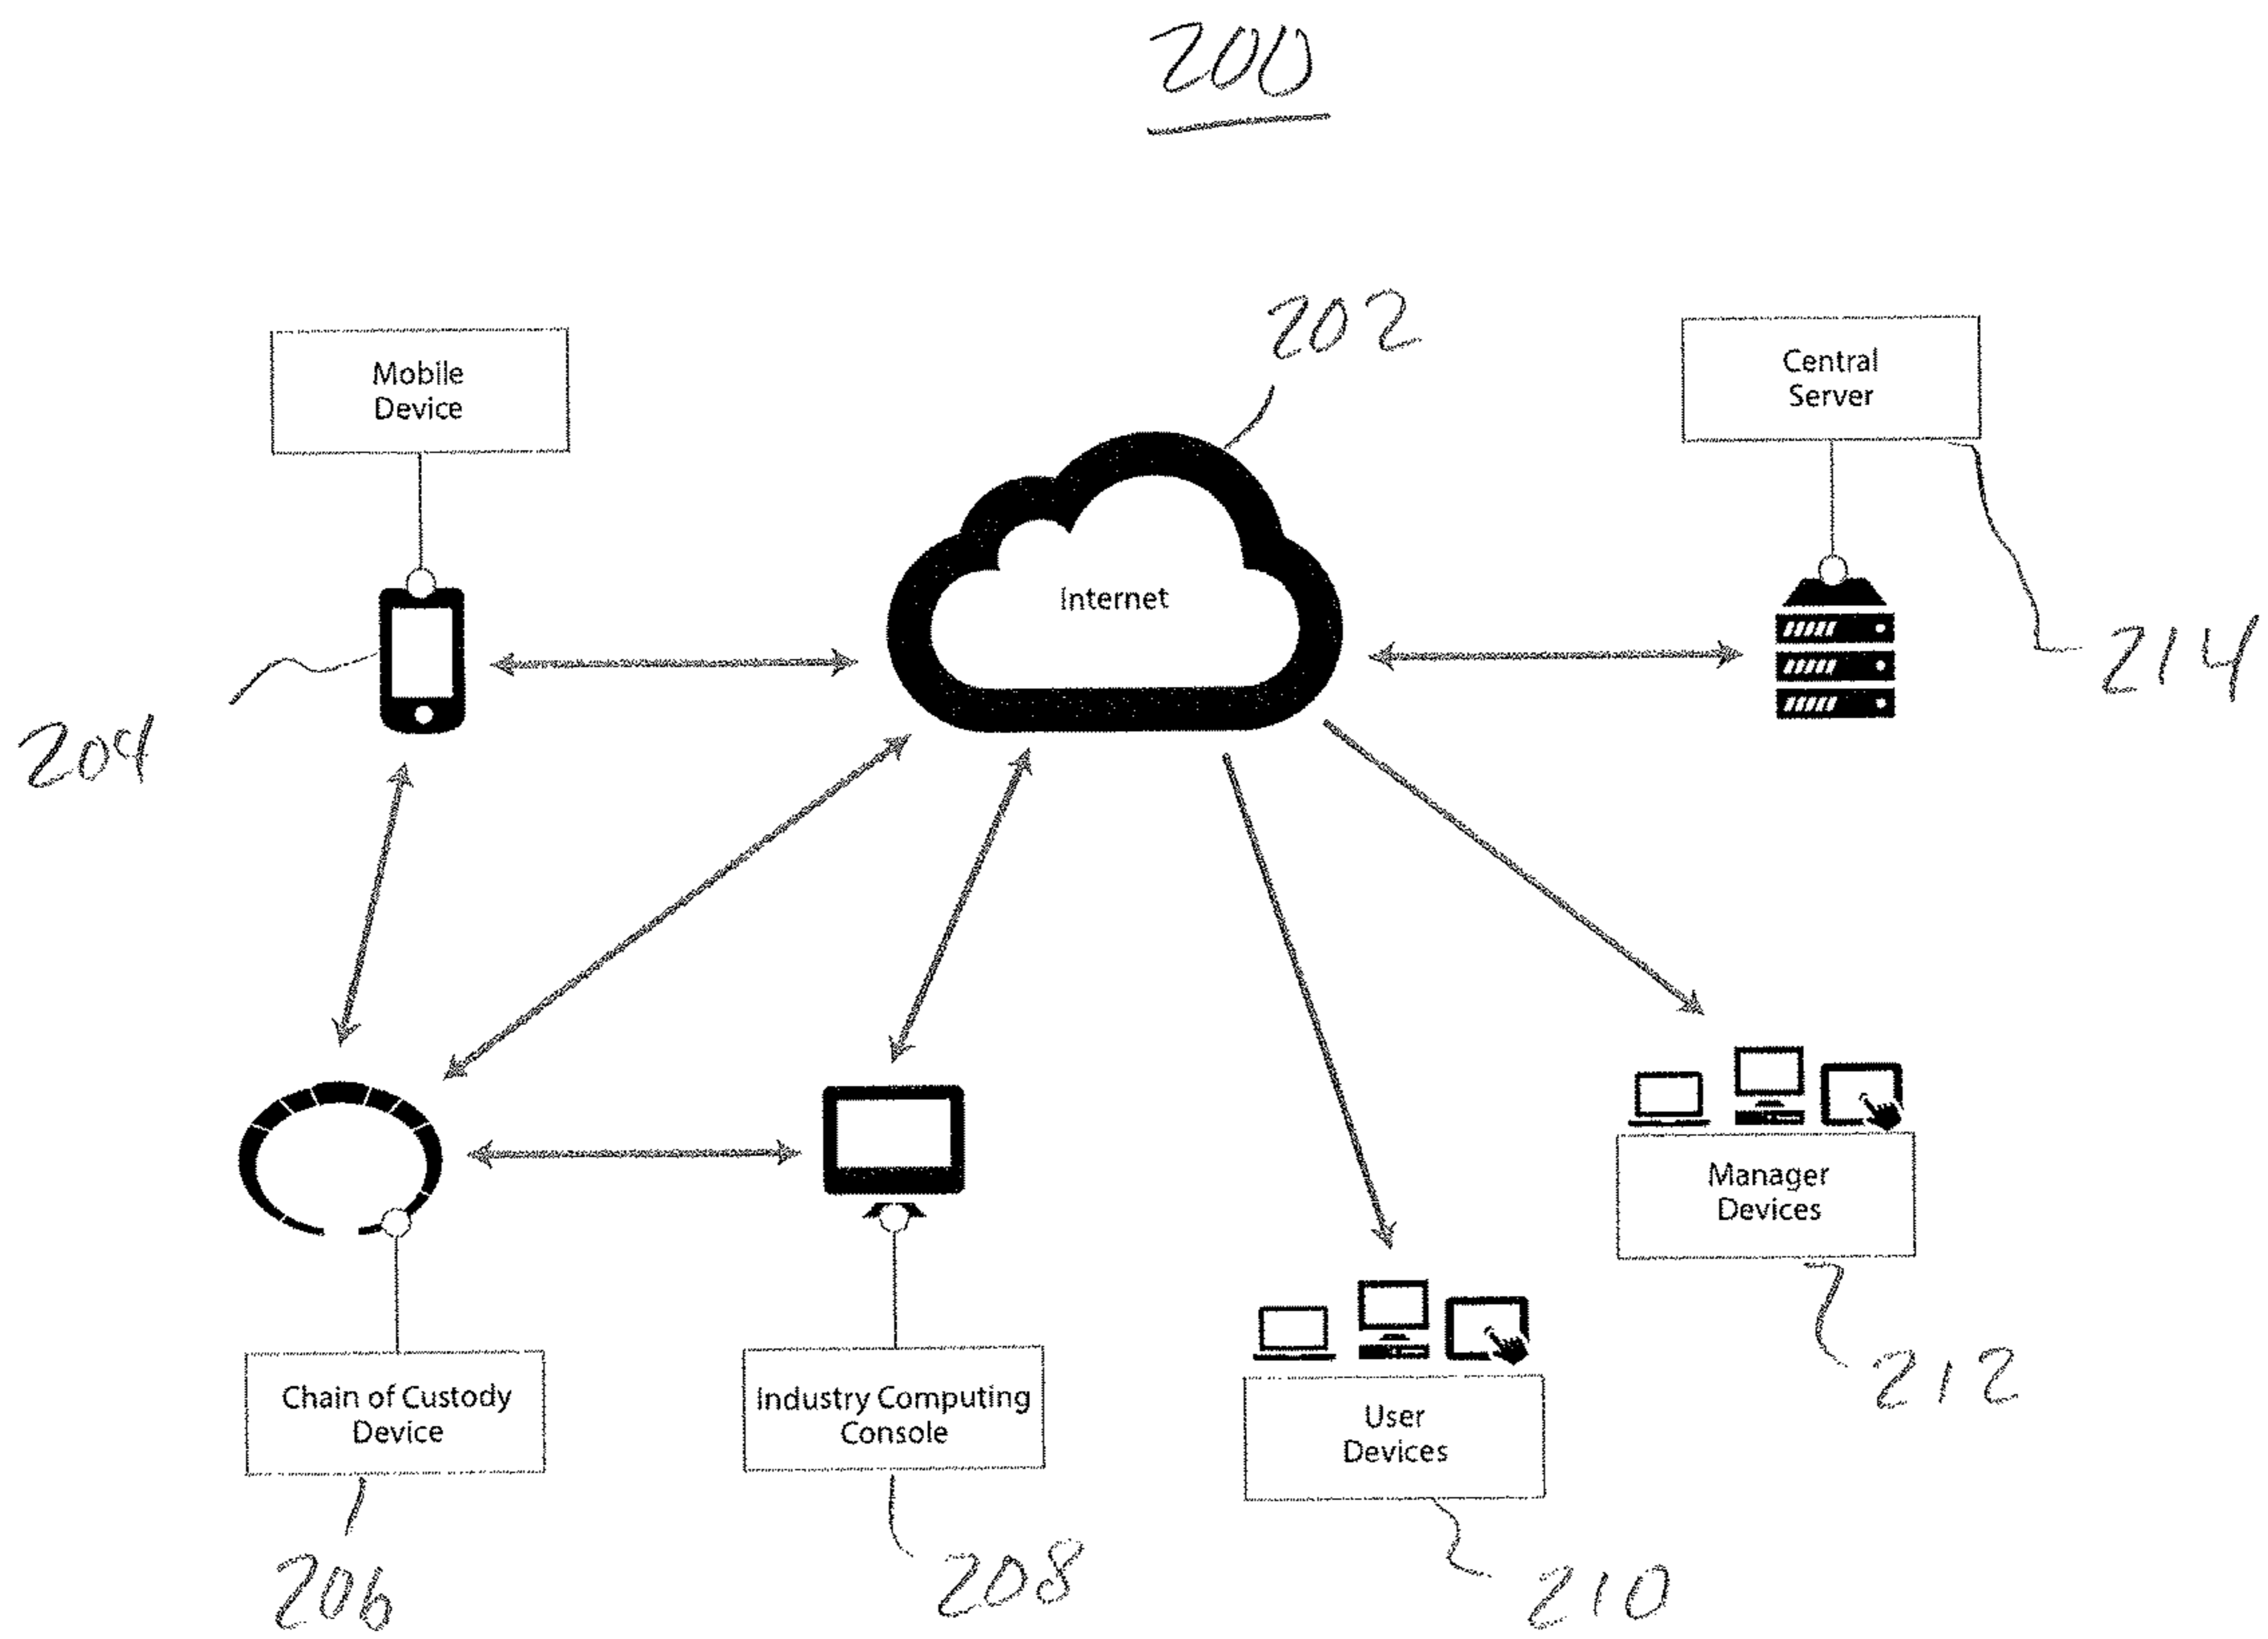 200
202
Mobile
Device
Central
Server
Internet
204
214
Manager
Devices
212
Chain of Custody
Device
Industry Computing
Console
User
Devices
206
208
210